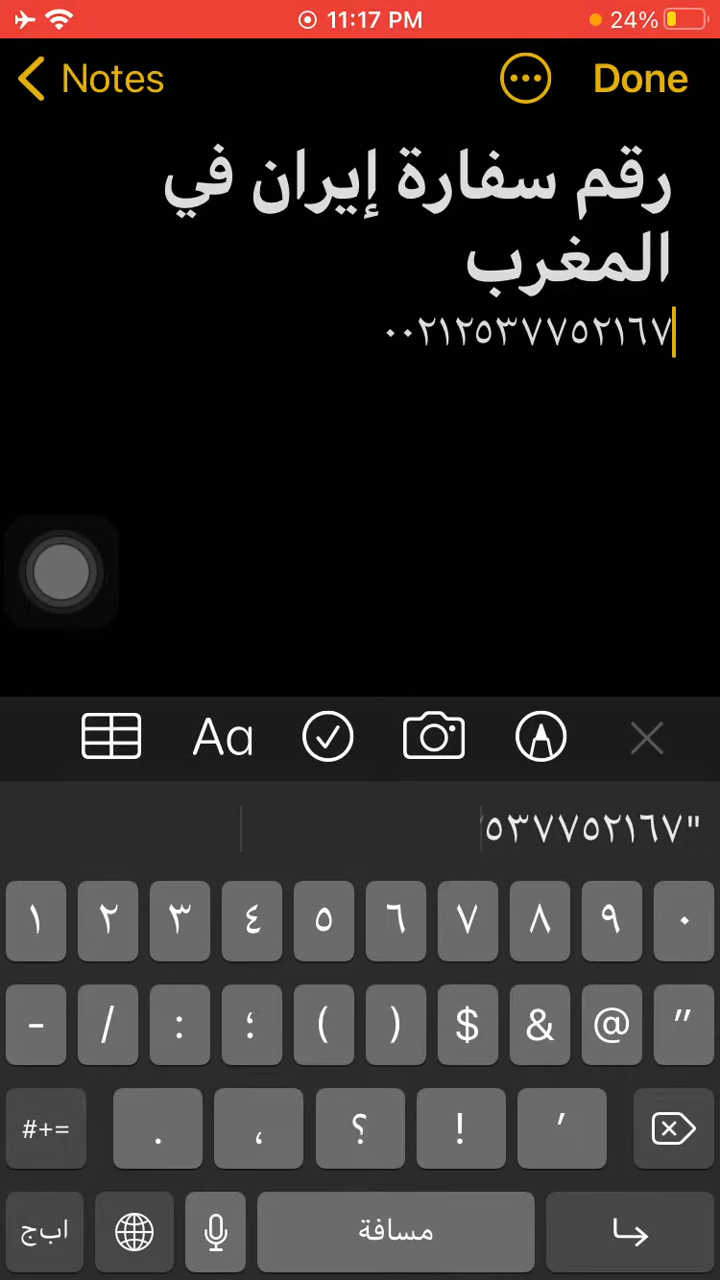 11:17 PM
24%
Notes
Done
رقم سفارة إيران في
المغرب
٠٠٢١٢٥٣٧٧٥٢١٦٧
Aa
٥٣٧٧٥٢١٦٧"
١ ٢ ٣ ٤ ٥ ٦ ٧ ٨ ٩ ٠
- / : ؛ ( ) $ & @ "
#+= . ، ؟ ! '
اب‌ج مسافة